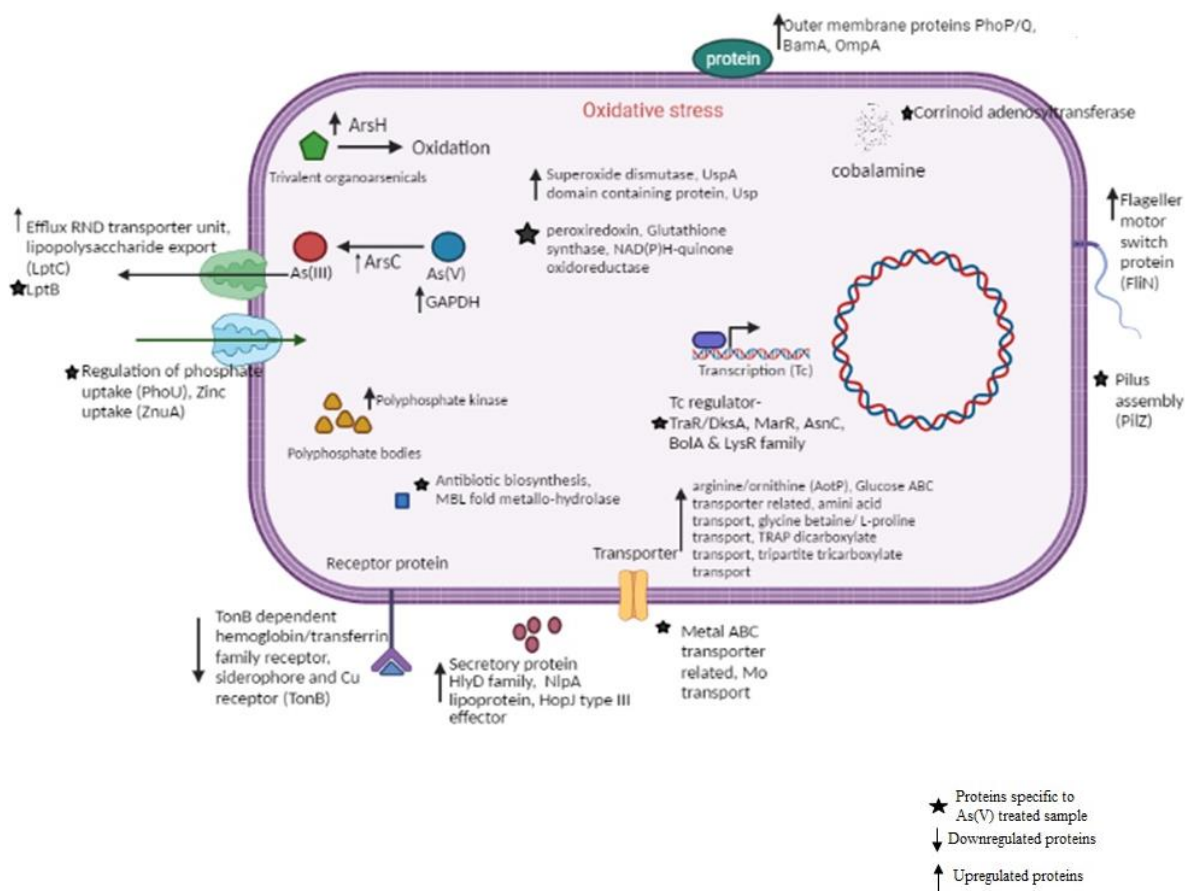 Outer membrane proteins PhoP/Q,
BamA, OmpA
protein
Oxidative stress
Corrinoid adenosyltransferase
cobalamine
ArsH
Oxidation
Trivalent organoarsenicals
Superoxide dismutase, UspA
domain containing protein, Usp
peroxiredoxin, Glutathione
synthase, NAD(P)H-quinone
oxidoreductase
Flageller
motor
switch
protein
(FliN)
Efflux RND transporter unit,
lipopolysaccharide export
(LptC)
LptB
As(III)
ArsC
As(V)
GAPDH
Regulation of phosphate
uptake (PhoU), Zinc
uptake (ZnuA)
Transcription (Tc)
Tc regulator-
TraR/DksA, MarR, AsnC,
BolA & LysR family
Pilus
assembly
(PilZ)
Polyphosphate kinase
Polyphosphate bodies
Antibiotic biosynthesis,
MBL fold metallo-hydrolase
arginine/ornithine (AotP), Glucose ABC
transporter related, amino acid
transport, glycine betaine/ L-proline
transport, TRAP dicarboxylate
transport, tripartite tricarboxylate
transport
Transporter
Receptor protein
TonB dependent
hemoglobin/transferrin
family receptor,
siderophore and Cu
receptor (TonB)
Secretory protein
HlyD family, NlpA
lipoprotein, HopJ type III
effector
Metal ABC
transporter
related, Mo
transport
Proteins specific to
As(V) treated sample
Downregulated proteins
Upregulated proteins